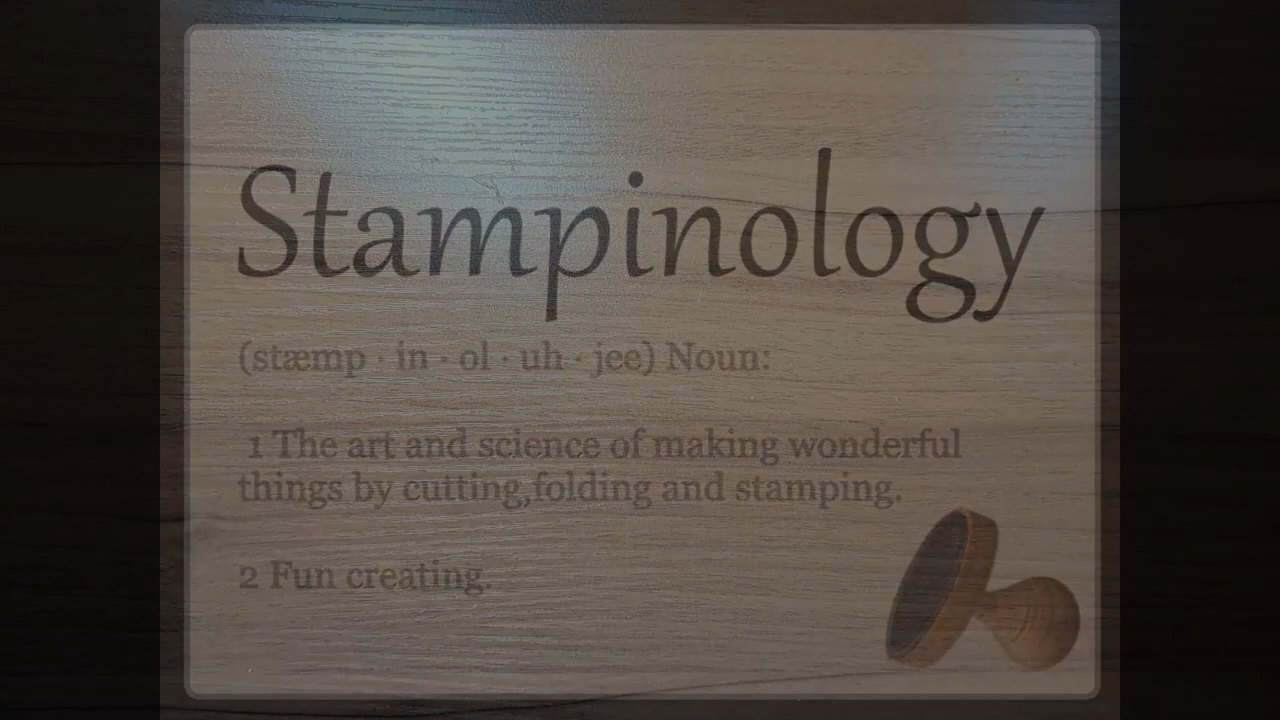 Stampinology
(stæmp · in · ol · uh · jee) Noun:
1 The art and science of making wonderful
things by cutting,folding and stamping.
2 Fun creating.